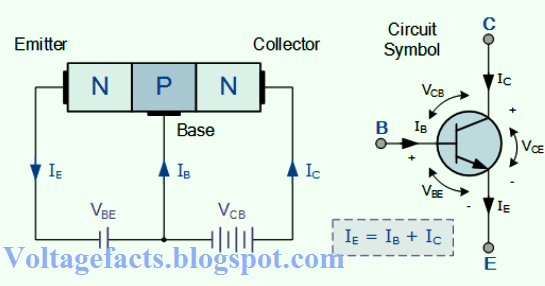 Emitter
Collector
N P N
Base
IE
IB
IC
VBE
VCB
Circuit
Symbol
C
IC
VCB
+
B
IB
+
VCE
VBE
-
-
IE
E
IE = IB + IC
Voltagefacts.blogspot.com